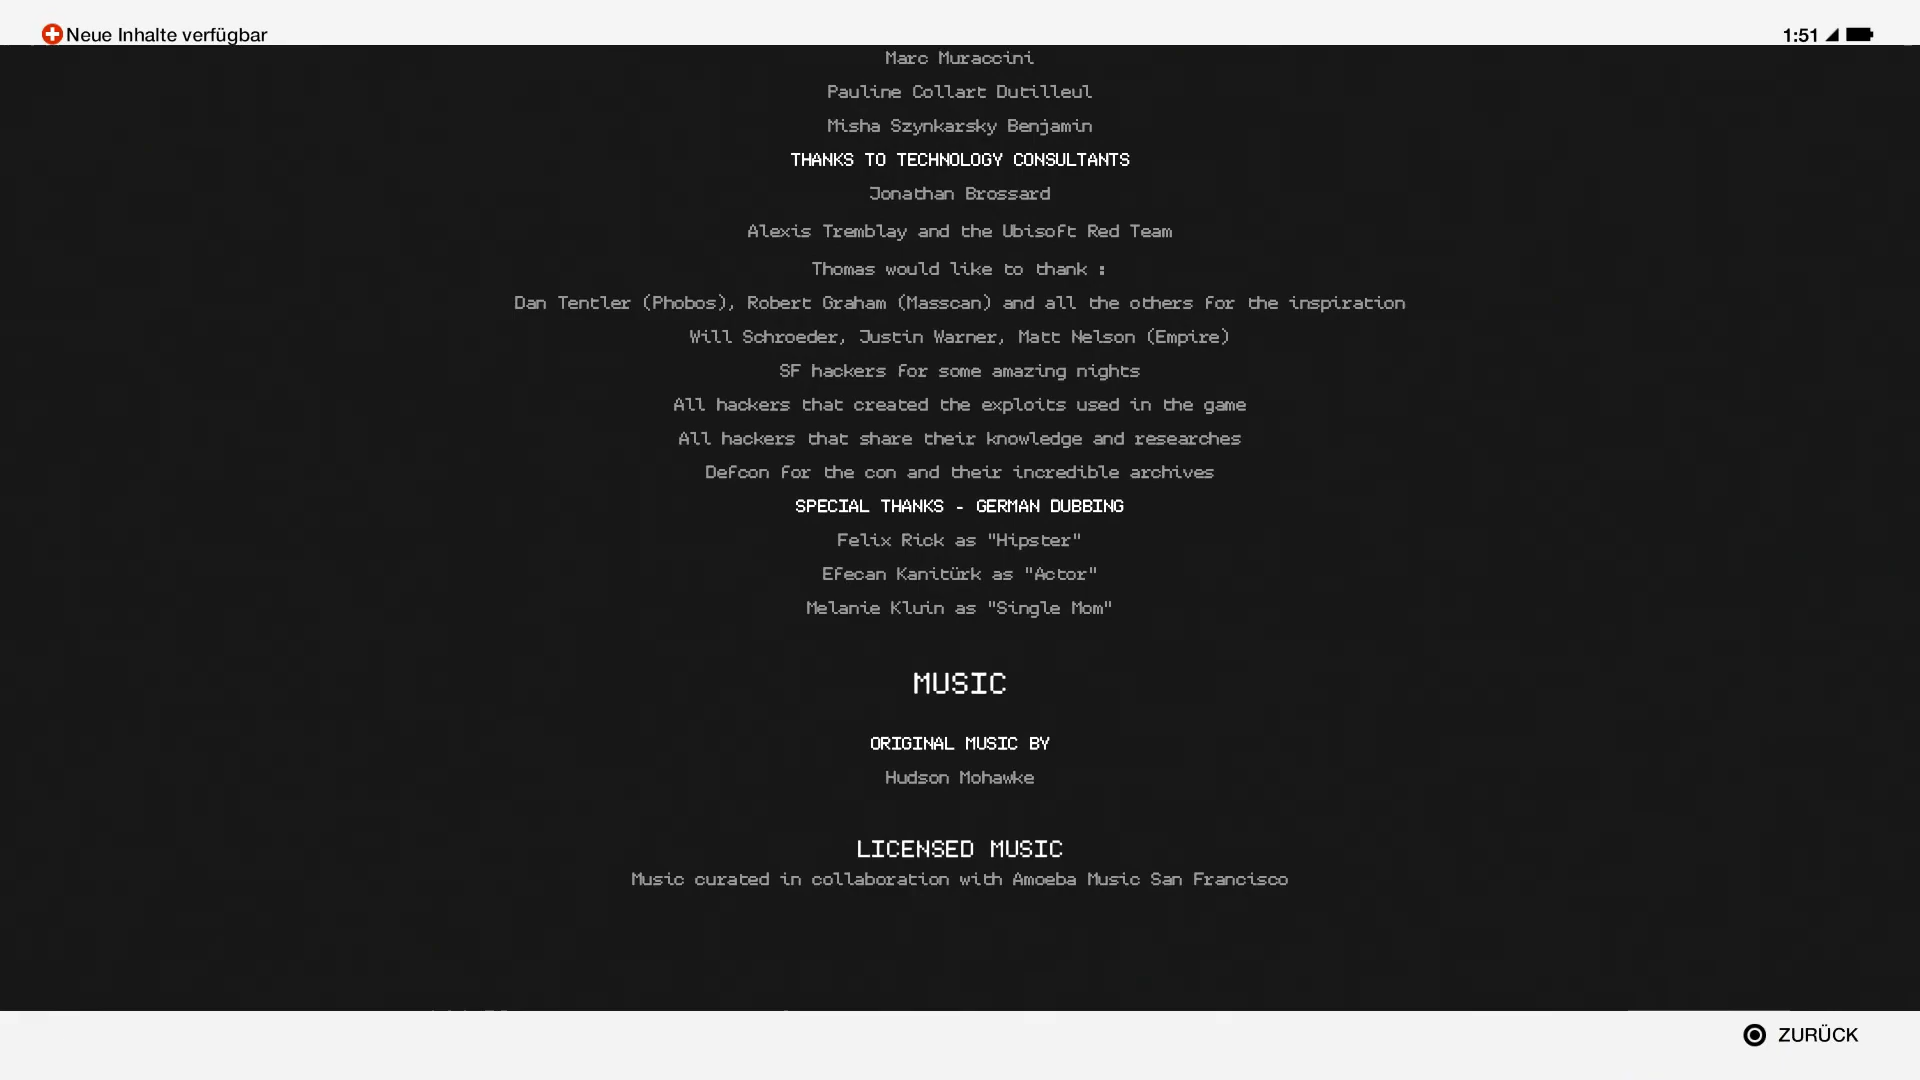 Neue Inhalte verfügbar
1:51
Marc Muraccini
Pauline Collart Dutilleul
Misha Szynkarsky Benjamin
THANKS TO TECHNOLOGY CONSULTANTS
Jonathan Brossard
Alexis Tremblay and the Ubisoft Red Team
Thomas would like to thank :
Dan Tentler (Phobos), Robert Graham (Masscan) and all the others for the inspiration
Will Schroeder, Justin Warner, Matt Nelson (Empire)
SF hackers for some amazing nights
All hackers that created the exploits used in the game
All hackers that share their knowledge and researches
Defcon for the con and their incredible archives
SPECIAL THANKS - GERMAN DUBBING
Felix Rick as "Hipster"
Efecan Kanitürk as "Actor"
Melanie Kluin as "Single Mom"
MUSIC
ORIGINAL MUSIC BY
Hudson Mohawke
LICENSED MUSIC
Music curated in collaboration with Amoeba Music San Francisco
ZURÜCK